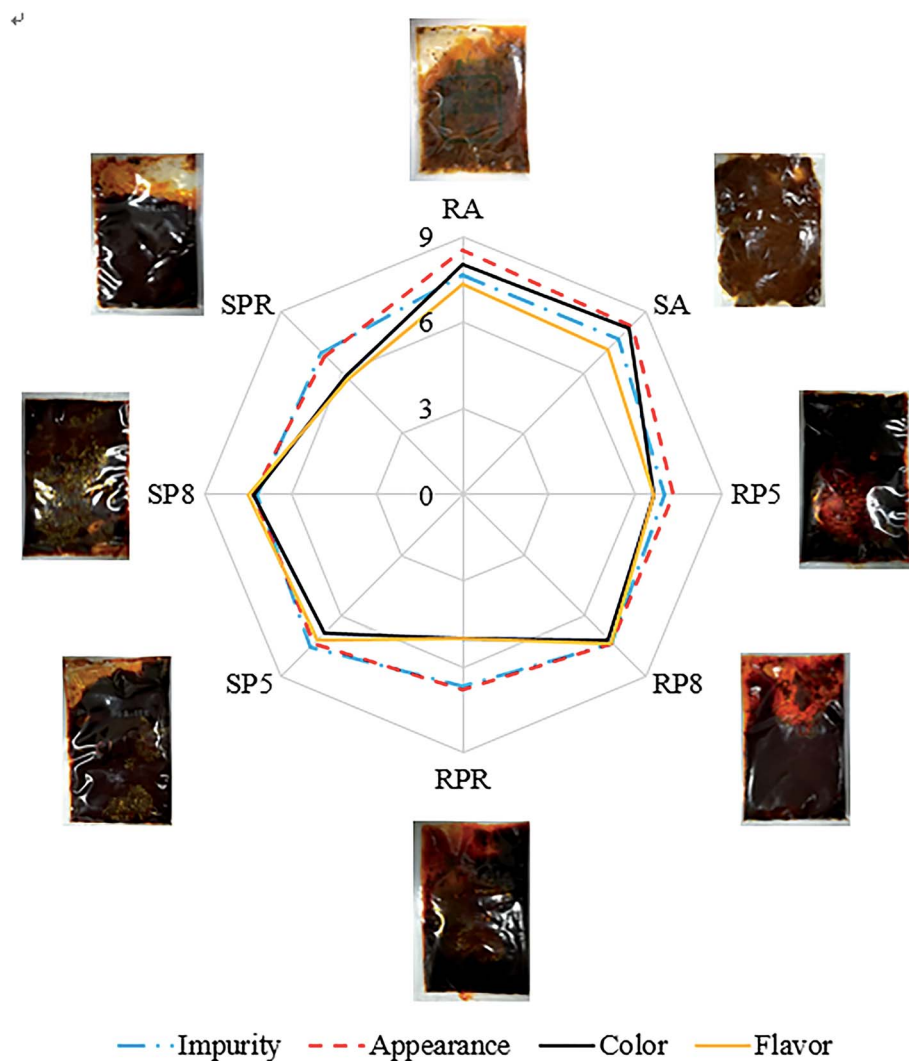 ↵
RA
9
SPR
SA
6
3
SP8
0
RP5
SP5
RP8
RPR
Impurity Appearance Color Flavor